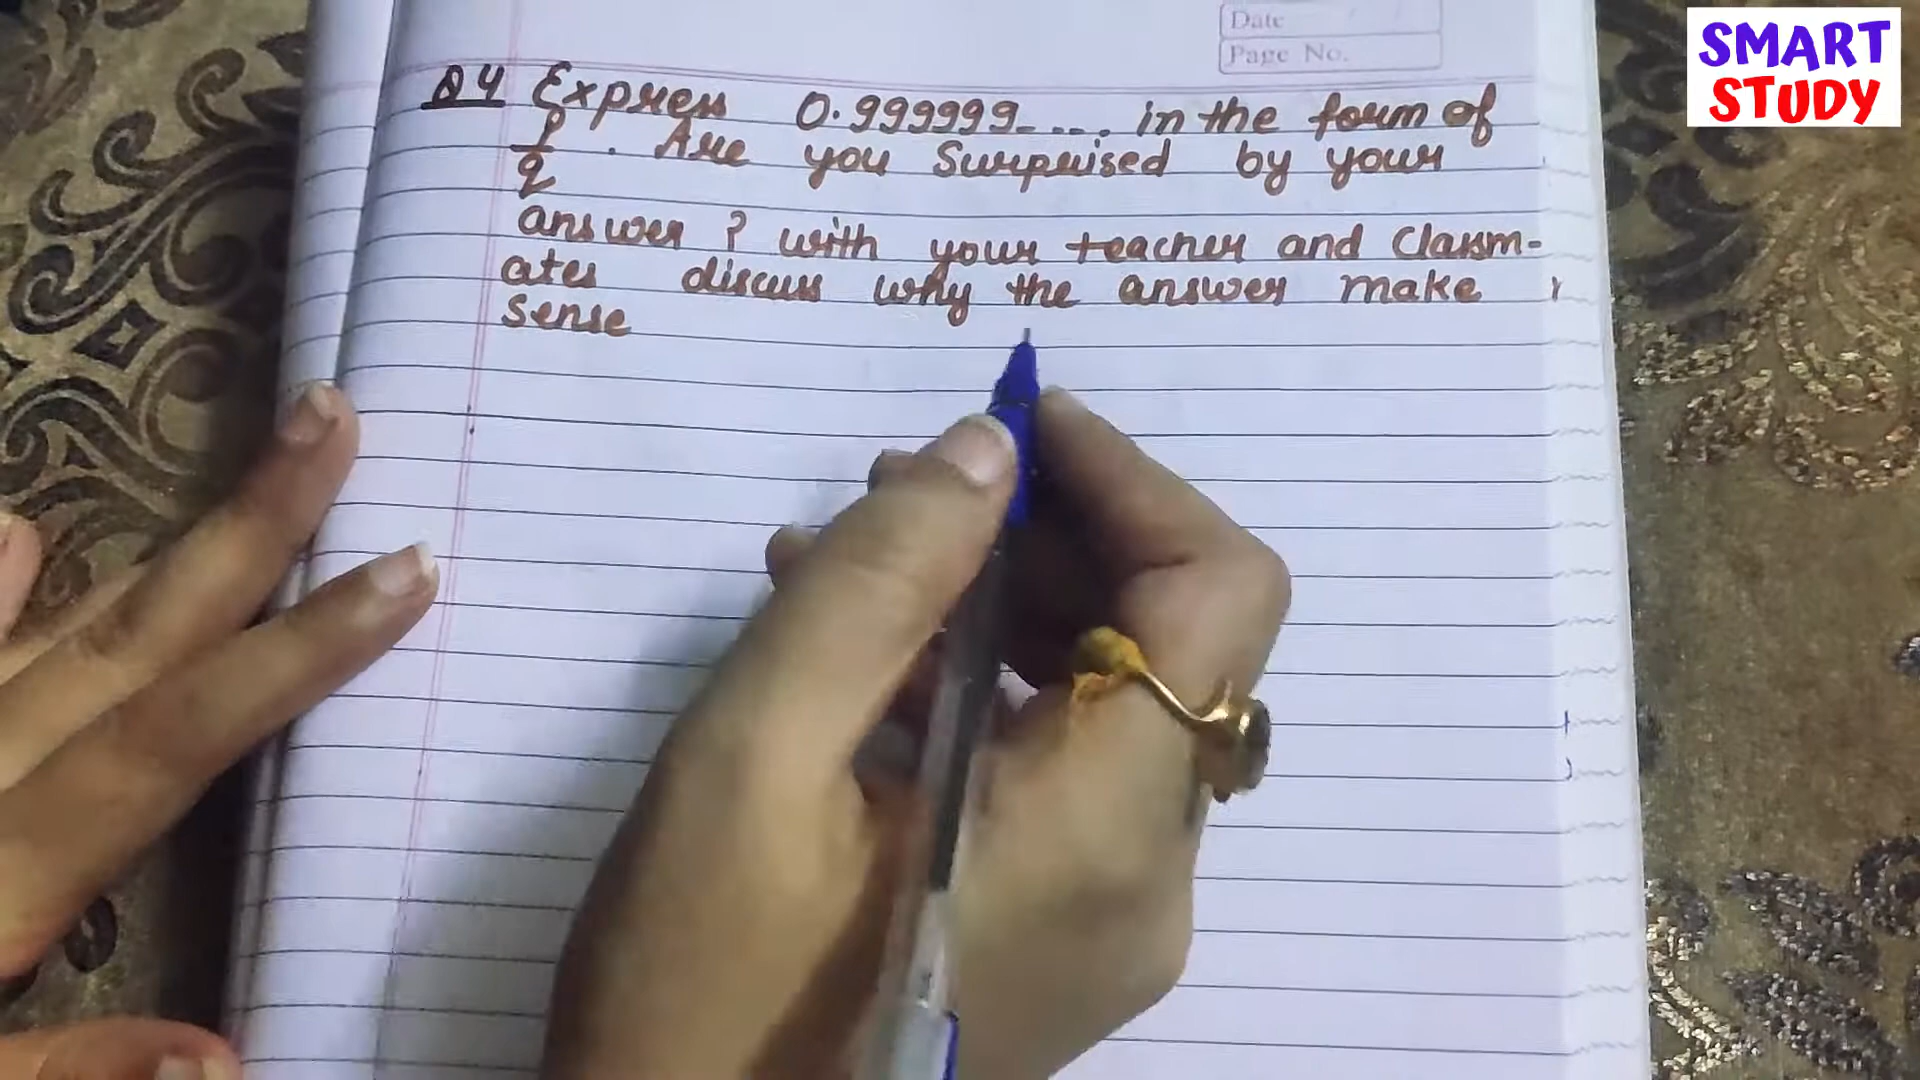 Date
Page No.
SMART
STUDY
Q4 Express 0.999999.... in the form of
p/q . Are you Surprised by your
answer ? with your teacher and Classm-
ates discuss why the answer make
sense